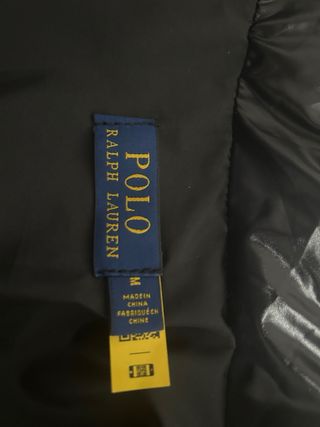 POLO
RALPH LAUREN
M
MADE IN
CHINA
FABRIQUÉ EN
CHINE